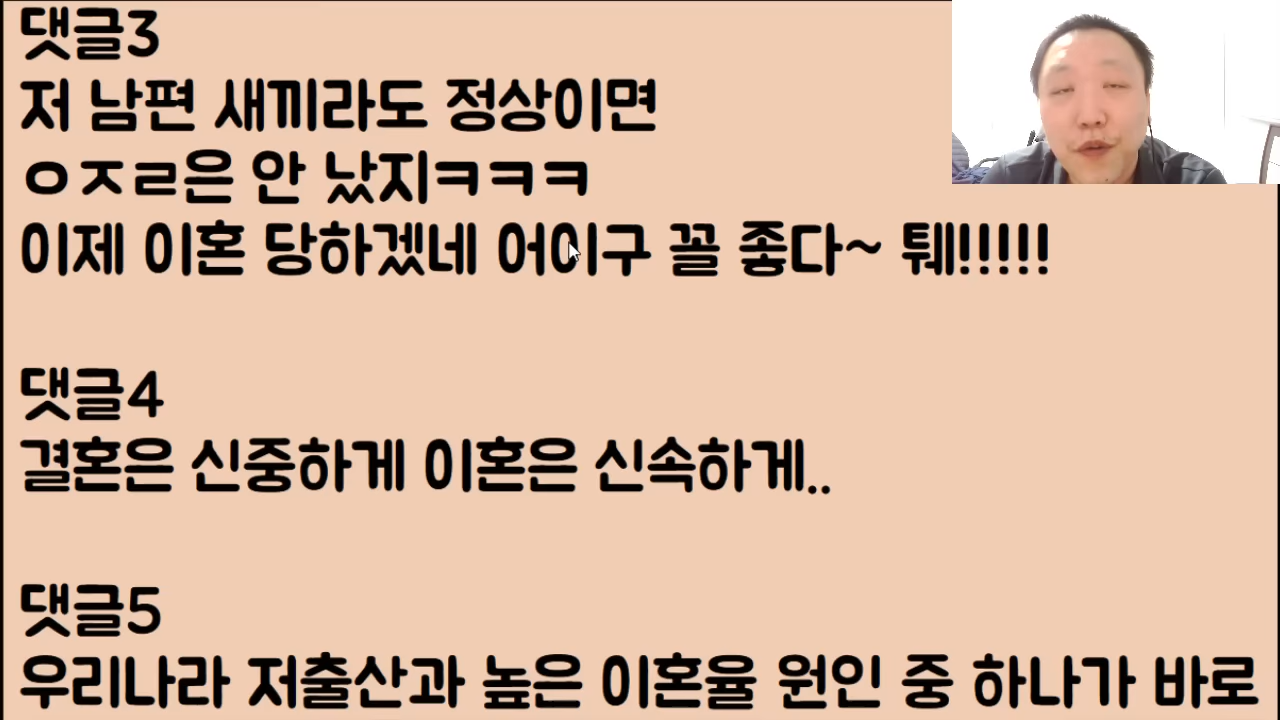 댓글3
저 남편 새끼라도 정상이면
ㅇㅈㄹ은 안 났지ㅋㅋㅋ
이제 이혼 당하겠네 어이구 꼴 좋다~ 퉤!!!!!
댓글4
결혼은 신중하게 이혼은 신속하게..
댓글5
우리나라 저출산과 높은 이혼율 원인 중 하나가 바로